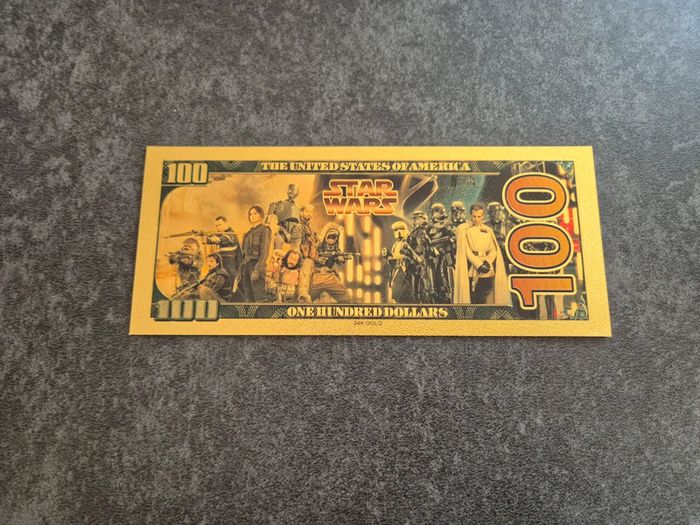 100
THE UNITED STATES OF AMERICA
STAR
WARS
100
100
ONE HUNDRED DOLLARS
24K GOLD